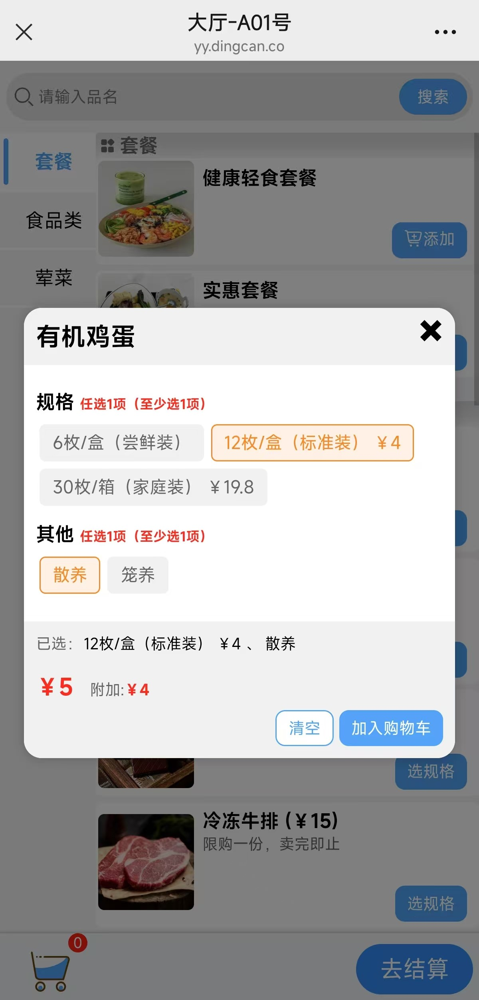 大厅-A01号
yy.dingcan.co
请输入品名
搜索
套餐
套餐
健康轻食套餐
添加
食品类
荤菜
实惠套餐
有机鸡蛋
规格 任选1项（至少选1项）
6枚/盒（尝鲜装）
12枚/盒（标准装） ￥4
30枚/箱（家庭装） ￥19.8
其他 任选1项（至少选1项）
散养
笼养
已选： 12枚/盒（标准装） ￥4 、 散养
￥5 附加:￥4
清空
加入购物车
选规格
冷冻牛排 (￥15)
限购一份，卖完即止
选规格
0
去结算